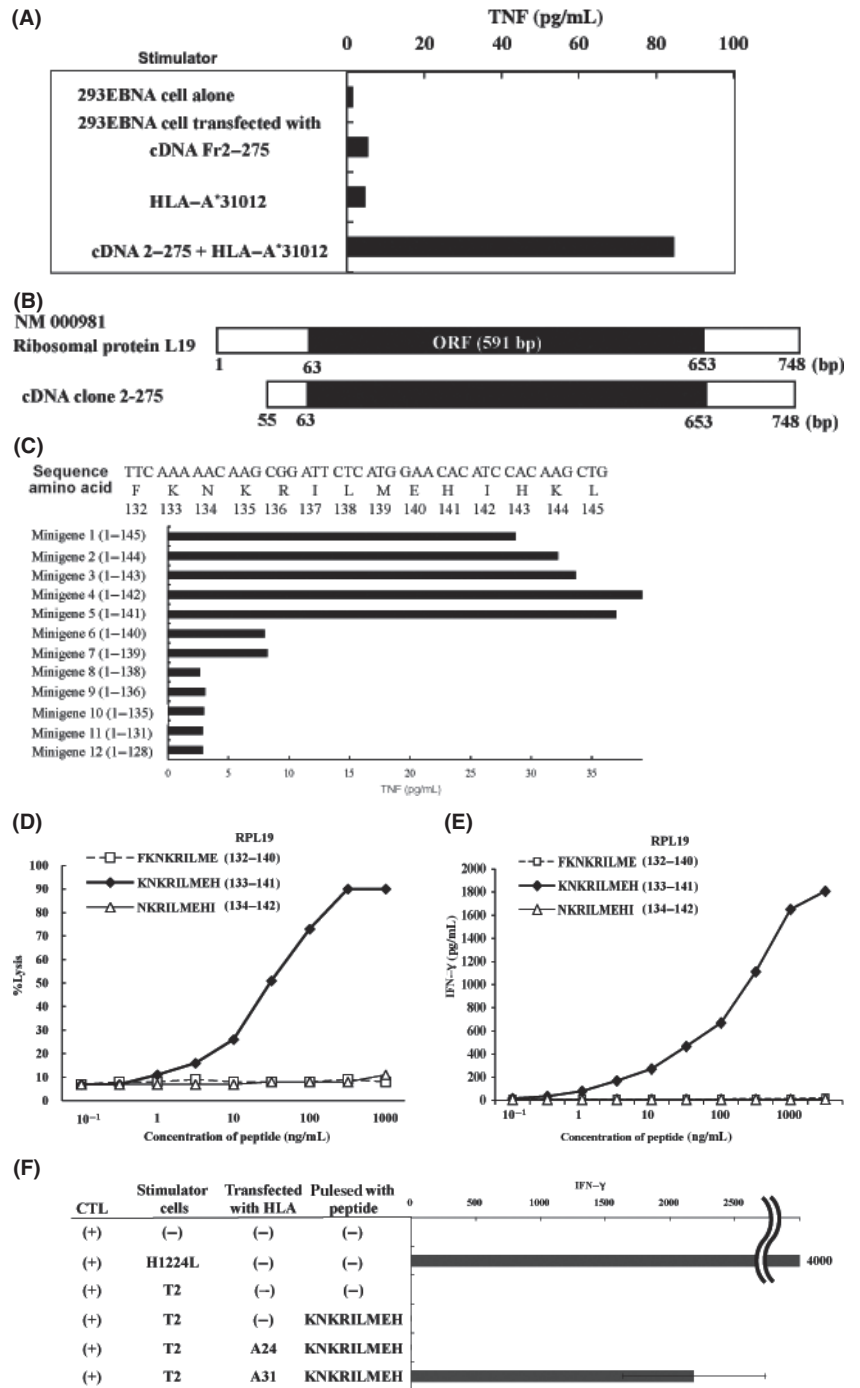 (A)
TNF (pg/mL)
Stimulator
0 20 40 60 80 100
293EBNA cell alone
293EBNA cell transfected with
cDNA Fr2–275
HLA–A*31012
cDNA 2–275 + HLA–A*31012
(B)
NM 000981
Ribosomal protein L19
ORF (591 bp)
1 63 653 748 (bp)
cDNA clone 2-275
55 63 653 748 (bp)
(C)
Sequence TTC AAA AAC AAG CGG ATT CTC ATG GAA CAC ATC CAC AAG CTG
amino acid F K N K R I L M E H I H K L
132 133 134 135 136 137 138 139 140 141 142 143 144 145
Minigene 1 (1–145)
Minigene 2 (1–144)
Minigene 3 (1–143)
Minigene 4 (1–142)
Minigene 5 (1–141)
Minigene 6 (1–140)
Minigene 7 (1–139)
Minigene 8 (1–138)
Minigene 9 (1–136)
Minigene 10 (1–135)
Minigene 11 (1–131)
Minigene 12 (1–128)
0 5 10 15 20 25 30 35
TNF (pg/mL)
(D)
RPL19
FKNKRILME (132–140)
KNKRILMEH (133–141)
NKRILMEHI (134–142)
%Lysis
100
90
80
70
60
50
40
30
20
10
0
10⁻¹ 1 10 100 1000
Concentration of peptide (ng/mL)
(E)
RPL19
FKNKRILME (132–140)
KNKRILMEH (133–141)
NKRILMEHI (134–142)
IFN–γ (pg/mL)
2000
1800
1600
1400
1200
1000
800
600
400
200
0
10⁻¹ 1 10 100 1000
Concentration of peptide (ng/mL)
(F)
IFN–γ
CTL Stimulator cells Transfected with HLA Pulesed with peptide
0 500 1000 1500 2000 2500
(+) (–) (–) (–)
(+) H1224L (–) (–) 4000
(+) T2 (–) (–)
(+) T2 (–) KNKRILMEH
(+) T2 A24 KNKRILMEH
(+) T2 A31 KNKRILMEH